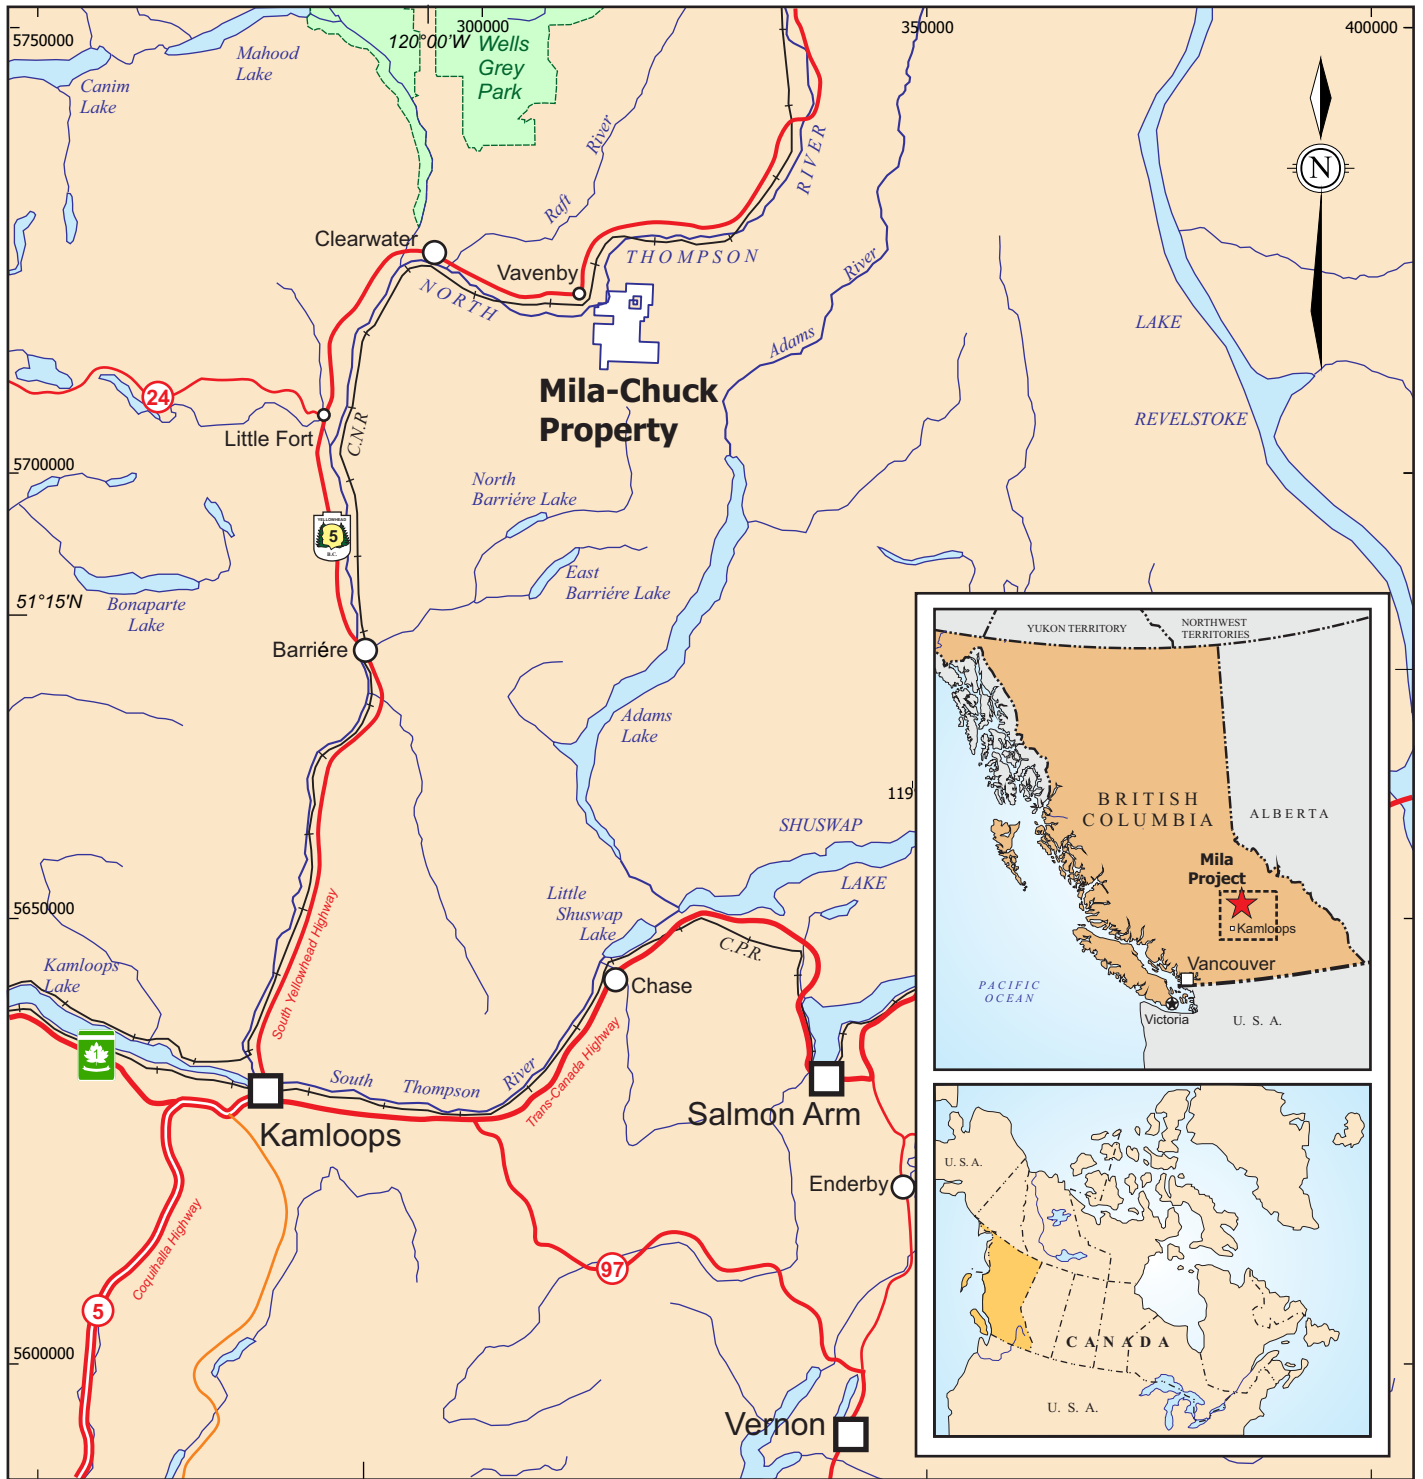 5750000
300000
120°00'W
350000
400000
Mahood
Lake
Canim
Lake
Wells
Grey
Park
River
Raft
RIVER
N
Clearwater
Vavenby
THOMPSON
NORTH
River
Adams
LAKE
REVELSTOKE
24
Little Fort
C.N.R
Mila-Chuck
Property
5700000
North
Barriére Lake
YELLOWHEAD
5
B.C.
East
Barriére Lake
51°15'N
Bonaparte
Lake
Barriére
Adams
Lake
119°
SHUSWAP
LAKE
Little
Shuswap
Lake
5650000
C.P.R.
Kamloops
Lake
South Yellowhead Highway
Chase
1
South Thompson River
Trans-Canada Highway
Kamloops
Salmon Arm
Enderby
Coquihalla Highway
97
5
5600000
Vernon
YUKON TERRITORY
NORTHWEST
TERRITORIES
BRITISH
COLUMBIA
ALBERTA
Mila
Project
Kamloops
Vancouver
PACIFIC
OCEAN
Victoria
U. S. A.
U. S. A.
CANADA
U. S. A.